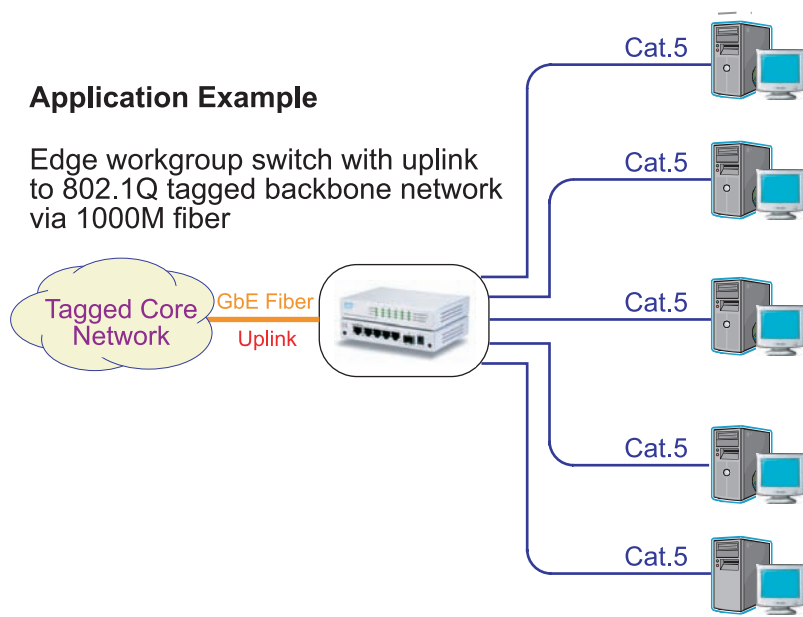 Application Example
Edge workgroup switch with uplink
to 802.1Q tagged backbone network
via 1000M fiber
Tagged Core
Network
GbE Fiber
Uplink
Cat.5
Cat.5
Cat.5
Cat.5
Cat.5